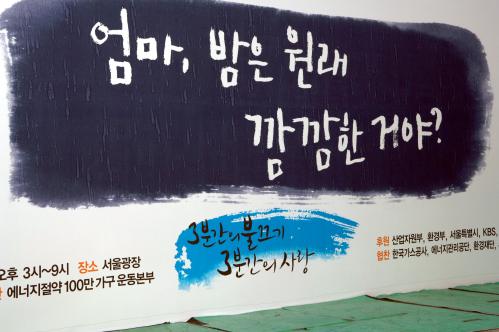 엄마, 밤은 원래
깜깜한 거야?
3분간의 불끄기
3분간의 사랑
오후 3시~9시 장소 서울광장
에너지절약 100만 가구 운동본부
후원 산업자원부, 환경부, 서울특별시, KBS,
협찬 한국가스공사, 에너지관리공단, 환경재단,